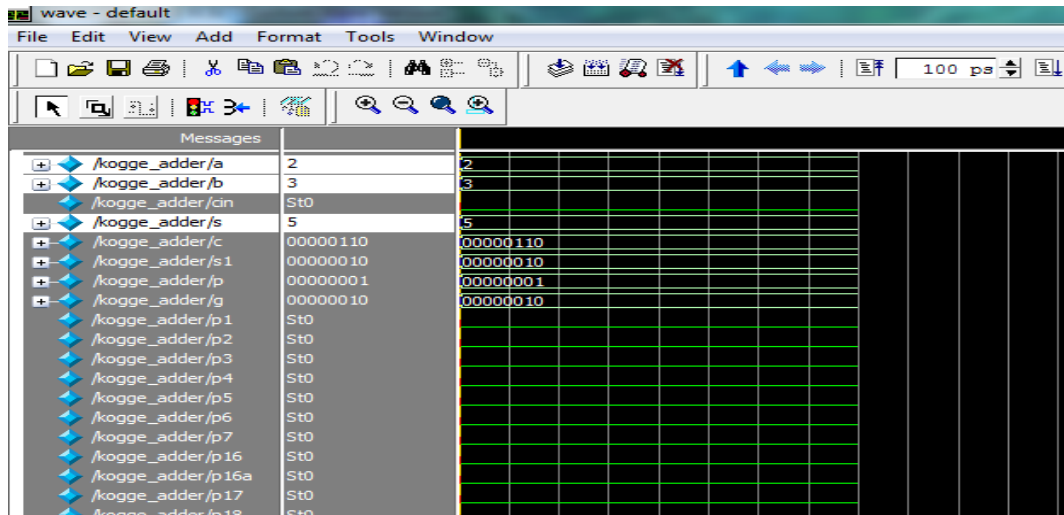 wave - default
File Edit View Add Format Tools Window
100 ps
Messages
/kogge_adder/a 2 2
/kogge_adder/b 3 3
/kogge_adder/cin St0
/kogge_adder/s 5 5
/kogge_adder/c 00000110 00000110
/kogge_adder/s1 00000010 00000010
/kogge_adder/p 00000001 00000001
/kogge_adder/g 00000010 00000010
/kogge_adder/p1 St0
/kogge_adder/p2 St0
/kogge_adder/p3 St0
/kogge_adder/p4 St0
/kogge_adder/p5 St0
/kogge_adder/p6 St0
/kogge_adder/p7 St0
/kogge_adder/p16 St0
/kogge_adder/p16a St0
/kogge_adder/p17 St0
/kogge_adder/p18 St0